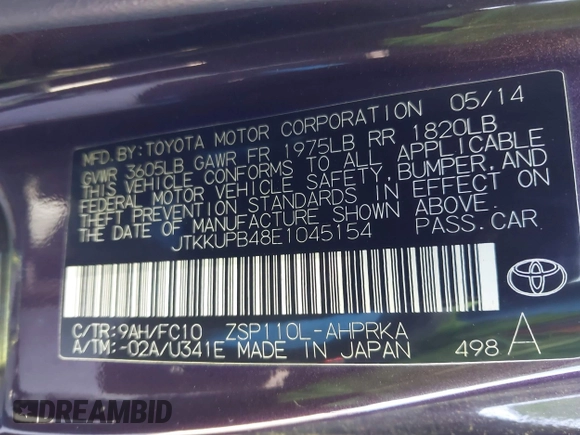 MFD. BY: TOYOTA MOTOR CORPORATION 05/14
GVWR 3605LB GAWR FR 1975LB RR 1820LB
THIS VEHICLE CONFORMS TO ALL APPLICABLE
FEDERAL MOTOR VEHICLE SAFETY, BUMPER, AND
THEFT PREVENTION STANDARDS IN EFFECT ON
THE DATE OF MANUFACTURE SHOWN ABOVE.
JTKKUPB48E1045154 PASS. CAR
C/TR: 9AH/FC10 ZSP110L-AHPRKA
A/TM: -02A/U341E MADE IN JAPAN 498 A
DREAMBID